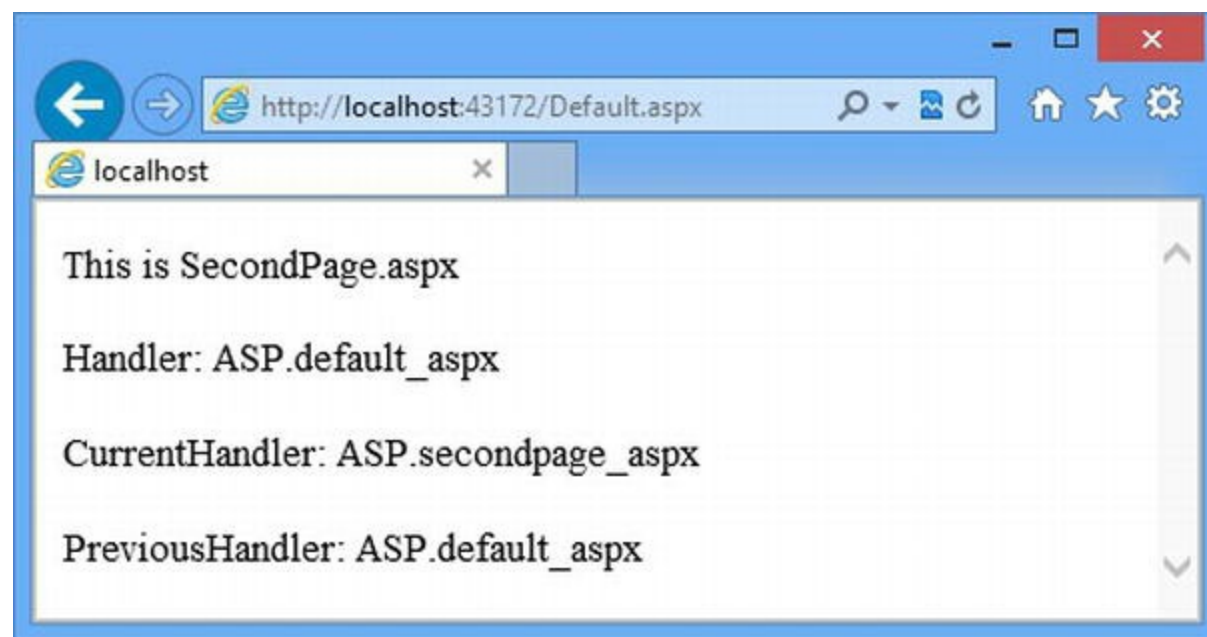 http://localhost:43172/Default.aspx
localhost
This is SecondPage.aspx
Handler: ASP.default_aspx
CurrentHandler: ASP.secondpage_aspx
PreviousHandler: ASP.default_aspx